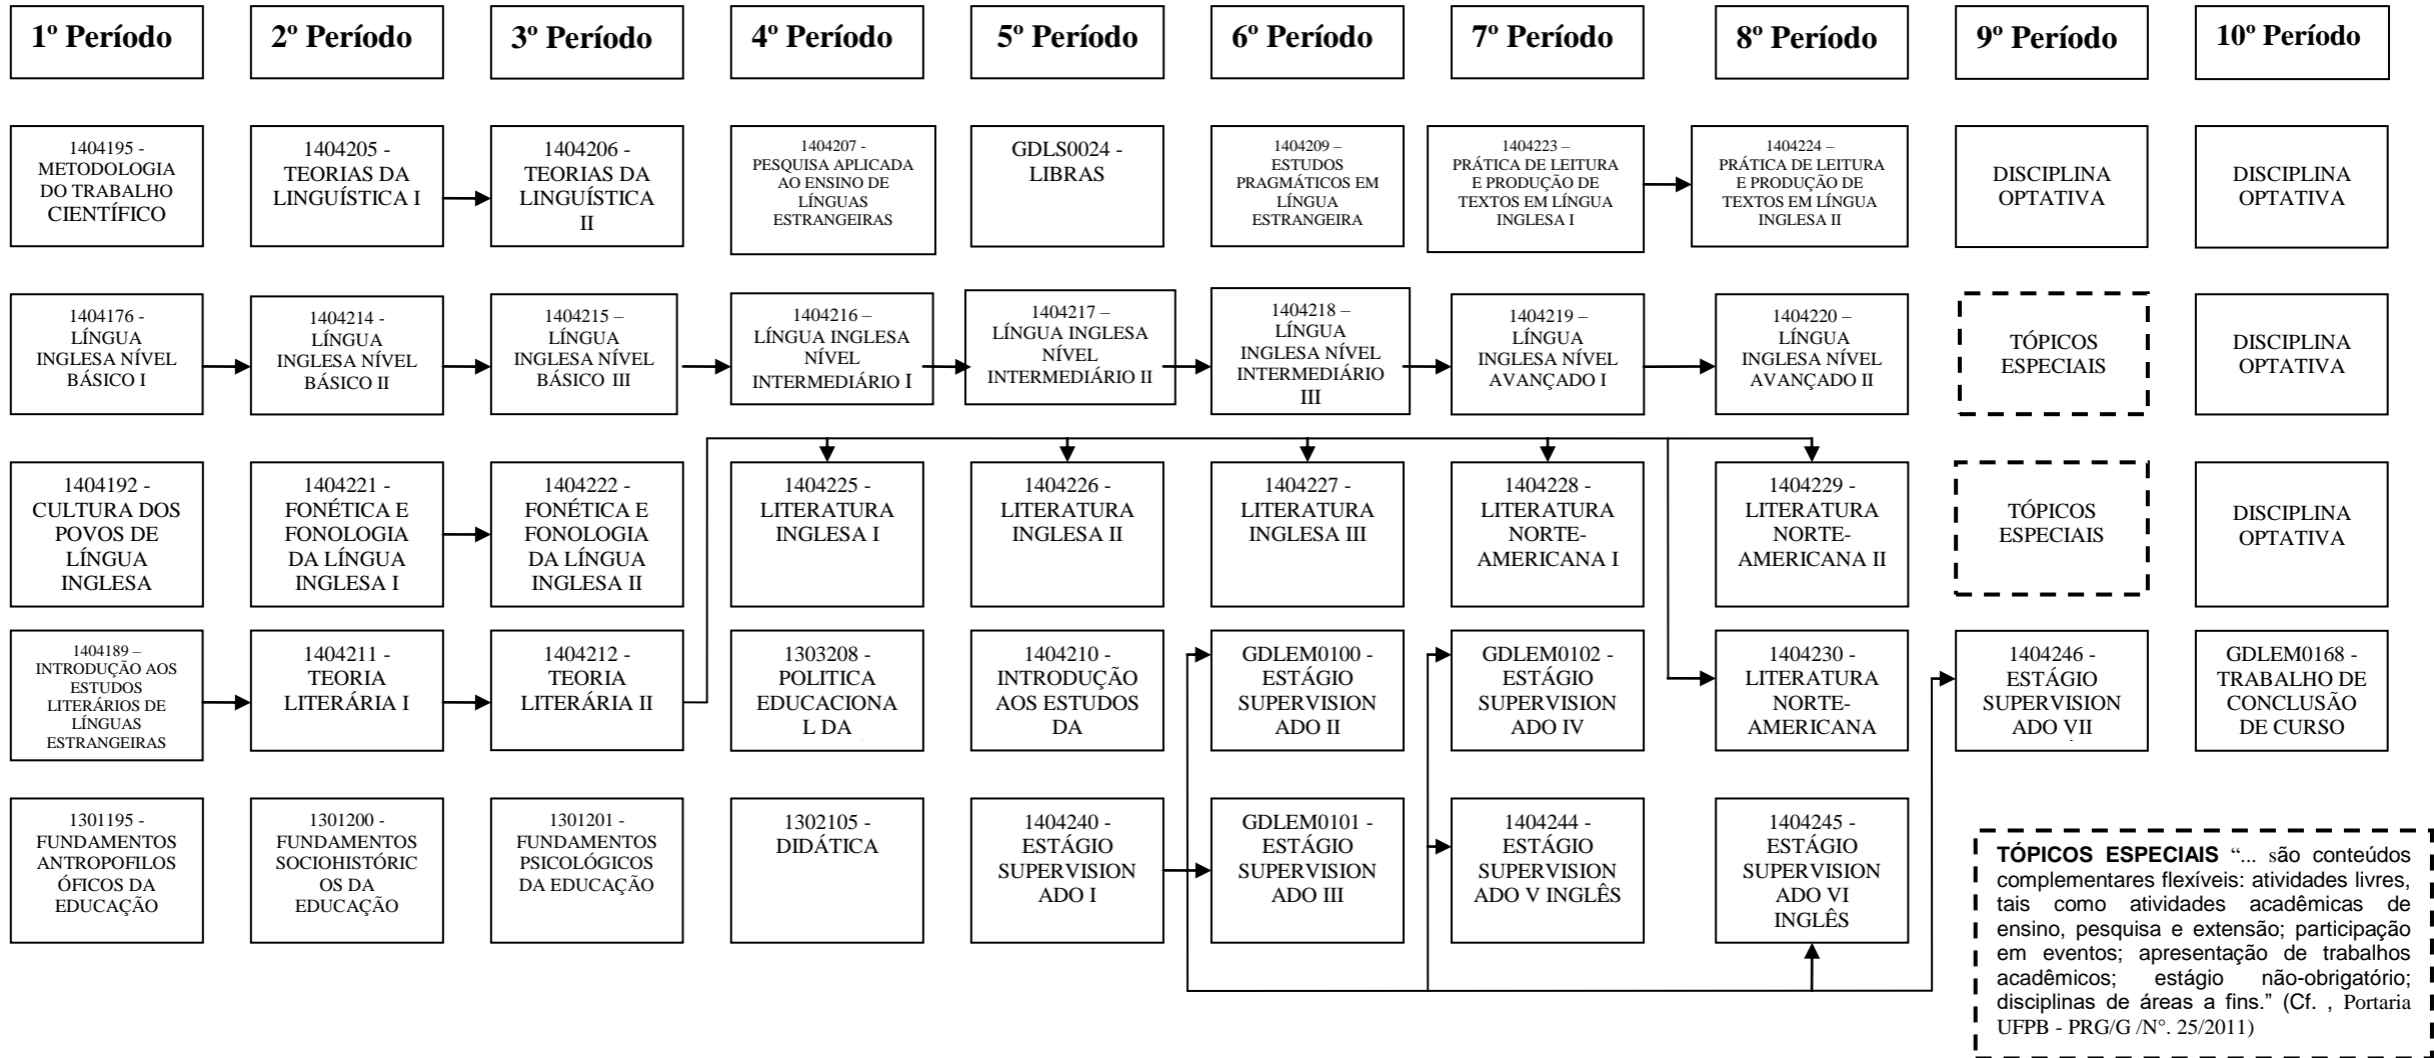 1º Período
2º Período
3º Período
4º Período
5º Período
6º Período
7º Período
8º Período
9º Período
10º Período
1404195 -
METODOLOGIA
DO TRABALHO
CIENTÍFICO
1404205 -
TEORIAS DA
LINGUÍSTICA I
1404206 -
TEORIAS DA
LINGUÍSTICA
II
1404207 -
PESQUISA APLICADA
AO ENSINO DE
LÍNGUAS
ESTRANGEIRAS
GDLS0024 -
LIBRAS
1404209 –
ESTUDOS
PRAGMÁTICOS EM
LÍNGUA
ESTRANGEIRA
1404223 –
PRÁTICA DE LEITURA
E PRODUÇÃO DE
TEXTOS EM LÍNGUA
INGLESA I
1404224 –
PRÁTICA DE LEITURA
E PRODUÇÃO DE
TEXTOS EM LÍNGUA
INGLESA II
DISCIPLINA
OPTATIVA
DISCIPLINA
OPTATIVA
1404176 -
LÍNGUA
INGLESA NÍVEL
BÁSICO I
1404214 -
LÍNGUA
INGLESA NÍVEL
BÁSICO II
1404215 –
LÍNGUA
INGLESA NÍVEL
BÁSICO III
1404216 –
LÍNGUA INGLESA
NÍVEL
INTERMEDIÁRIO I
1404217 –
LÍNGUA INGLESA
NÍVEL
INTERMEDIÁRIO II
1404218 –
LÍNGUA
INGLESA NÍVEL
INTERMEDIÁRIO
III
1404219 –
LÍNGUA
INGLESA NÍVEL
AVANÇADO I
1404220 –
LÍNGUA
INGLESA NÍVEL
AVANÇADO II
TÓPICOS
ESPECIAIS
DISCIPLINA
OPTATIVA
1404192 -
CULTURA DOS
POVOS DE
LÍNGUA
INGLESA
1404221 -
FONÉTICA E
FONOLOGIA
DA LÍNGUA
INGLESA I
1404222 -
FONÉTICA E
FONOLOGIA
DA LÍNGUA
INGLESA II
1404225 -
LITERATURA
INGLESA I
1404226 -
LITERATURA
INGLESA II
1404227 -
LITERATURA
INGLESA III
1404228 -
LITERATURA
NORTE-
AMERICANA I
1404229 -
LITERATURA
NORTE-
AMERICANA II
TÓPICOS
ESPECIAIS
DISCIPLINA
OPTATIVA
1404189 –
INTRODUÇÃO AOS
ESTUDOS
LITERÁRIOS DE
LÍNGUAS
ESTRANGEIRAS
1404211 -
TEORIA
LITERÁRIA I
1404212 -
TEORIA
LITERÁRIA II
1303208 -
POLITICA
EDUCACIONA
L DA
1404210 -
INTRODUÇÃO
AOS ESTUDOS
DA
GDLEM0100 -
ESTÁGIO
SUPERVISION
ADO II
GDLEM0102 -
ESTÁGIO
SUPERVISION
ADO IV
1404230 -
LITERATURA
NORTE-
AMERICANA
1404246 -
ESTÁGIO
SUPERVISION
ADO VII
GDLEM0168 -
TRABALHO DE
CONCLUSÃO
DE CURSO
1301195 -
FUNDAMENTOS
ANTROPOFILOS
ÓFICOS DA
EDUCAÇÃO
1301200 -
FUNDAMENTOS
SOCIOHISTÓRIC
OS DA
EDUCAÇÃO
1301201 -
FUNDAMENTOS
PSICOLÓGICOS
DA EDUCAÇÃO
1302105 -
DIDÁTICA
1404240 -
ESTÁGIO
SUPERVISION
ADO I
GDLEM0101 -
ESTÁGIO
SUPERVISION
ADO III
1404244 -
ESTÁGIO
SUPERVISION
ADO V INGLÊS
1404245 -
ESTÁGIO
SUPERVISION
ADO VI
INGLÊS
TÓPICOS ESPECIAIS “... são conteúdos
complementares flexíveis: atividades livres,
tais como atividades acadêmicas de
ensino, pesquisa e extensão; participação
em eventos; apresentação de trabalhos
acadêmicos; estágio não-obrigatório;
disciplinas de áreas a fins.” (Cf. , Portaria
UFPB - PRG/G /N°. 25/2011)